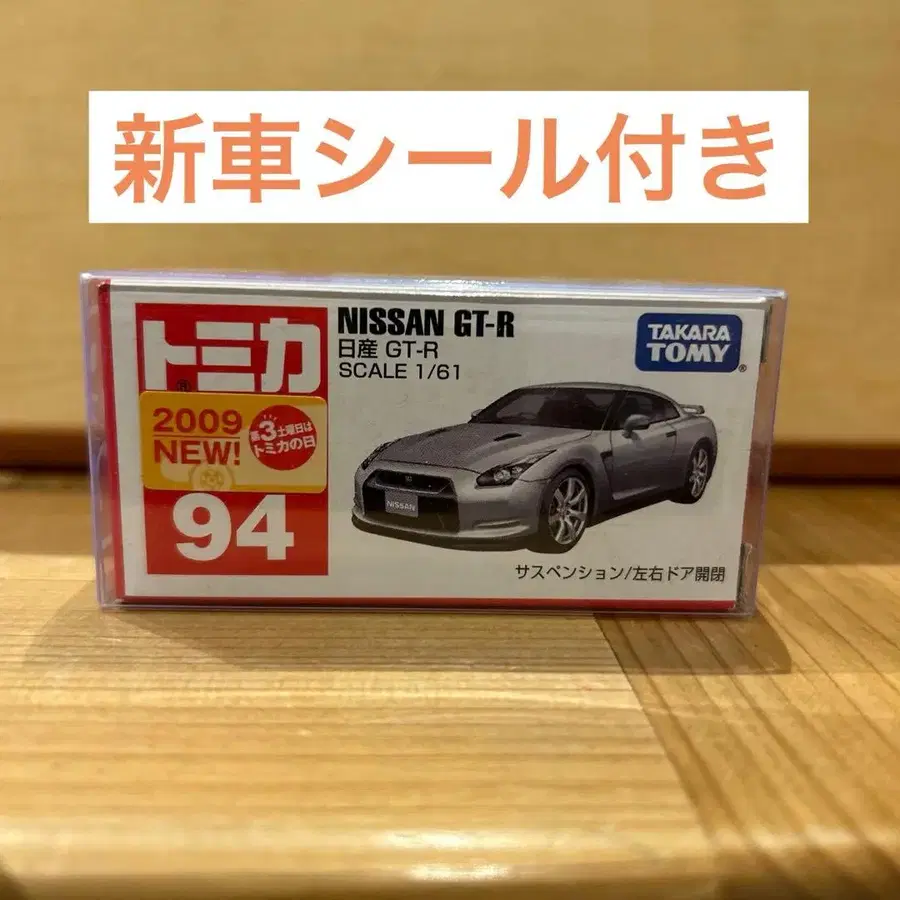 新車シール付き
トミカ
NISSAN GT-R
日産 GT-R
SCALE 1/61
TAKARA
TOMY
®
2009
NEW!
第3土曜日は
トミカの日
94
NISSAN
サスペンション/左右ドア開閉